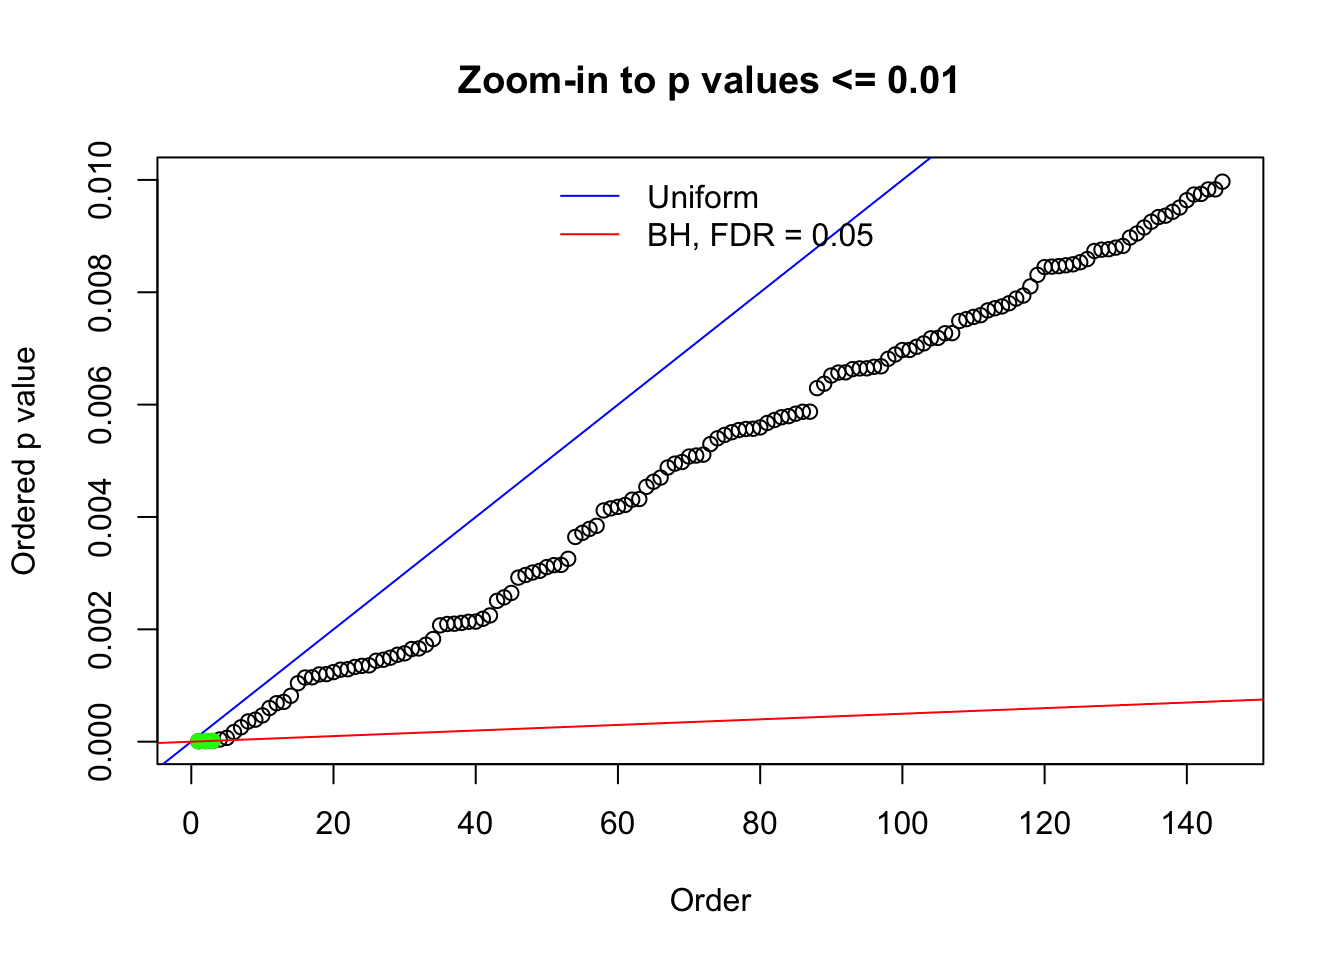 Zoom-in to p values <= 0.01
Uniform
BH, FDR = 0.05
Ordered p value
0.010
0.008
0.006
0.004
0.002
0.000
0 20 40 60 80 100 120 140
Order